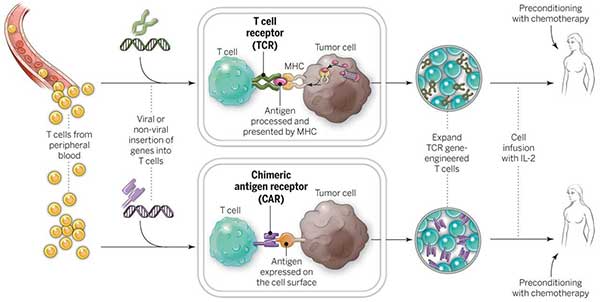 T cells from
peripheral
blood
Viral or
non-viral
insertion of
genes into
T cells
T cell
receptor
(TCR)
T cell
MHC
Tumor cell
Antigen
processed and
presented by MHC
Chimeric
antigen receptor
(CAR)
T cell
Tumor cell
Antigen
expressed on
the cell surface
Expand
TCR gene-
engineered
T cells
Preconditioning
with chemotherapy
Cell
infusion
with IL-2
Preconditioning
with chemotherapy